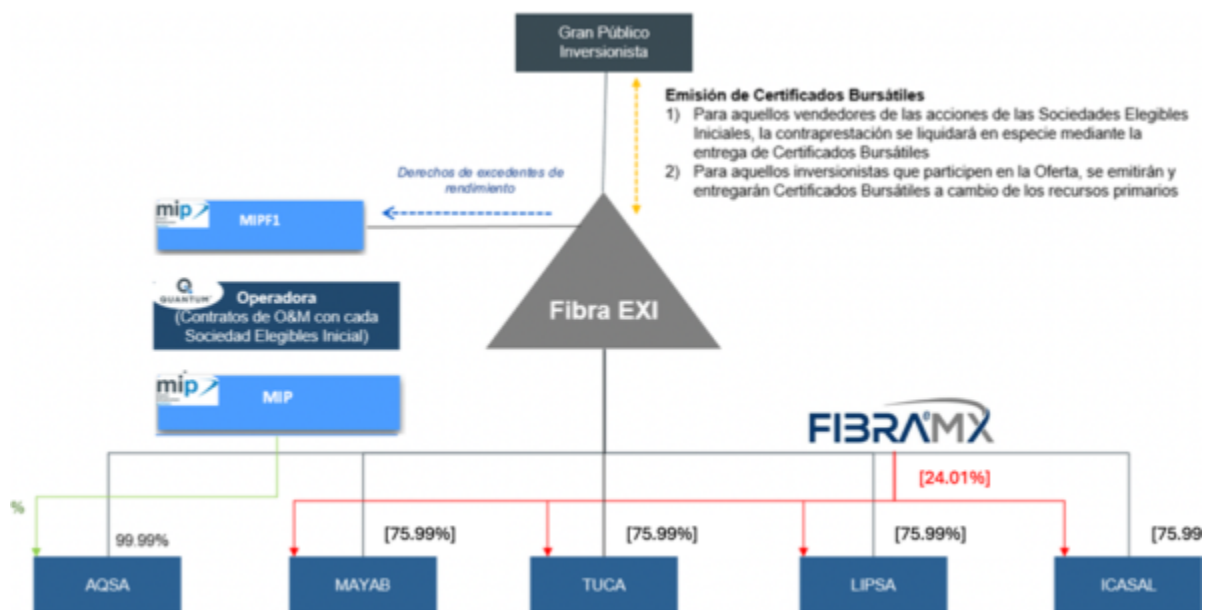 Gran Público
Inversionista
Emisión de Certificados Bursátiles
1) Para aquellos vendedores de las acciones de las Sociedades Elegibles
Iniciales, la contraprestación se liquidará en especie mediante la
entrega de Certificados Bursátiles
2) Para aquellos inversionistas que participen en la Oferta, se emitirán y
entregarán Certificados Bursátiles a cambio de los recursos primarios
Derechos de excedentes de
rendimiento
mip
MIPF1
QUANTUM
Operadora
(Contratos de O&M con cada
Sociedad Elegibles Inicial)
Fibra EXI
mip
MIP
FIBRAeMX
[24.01%]
%
99.99%
[75.99%]
[75.99%]
[75.99%]
[75.99
AQSA
MAYAB
TUCA
LIPSA
ICASAL